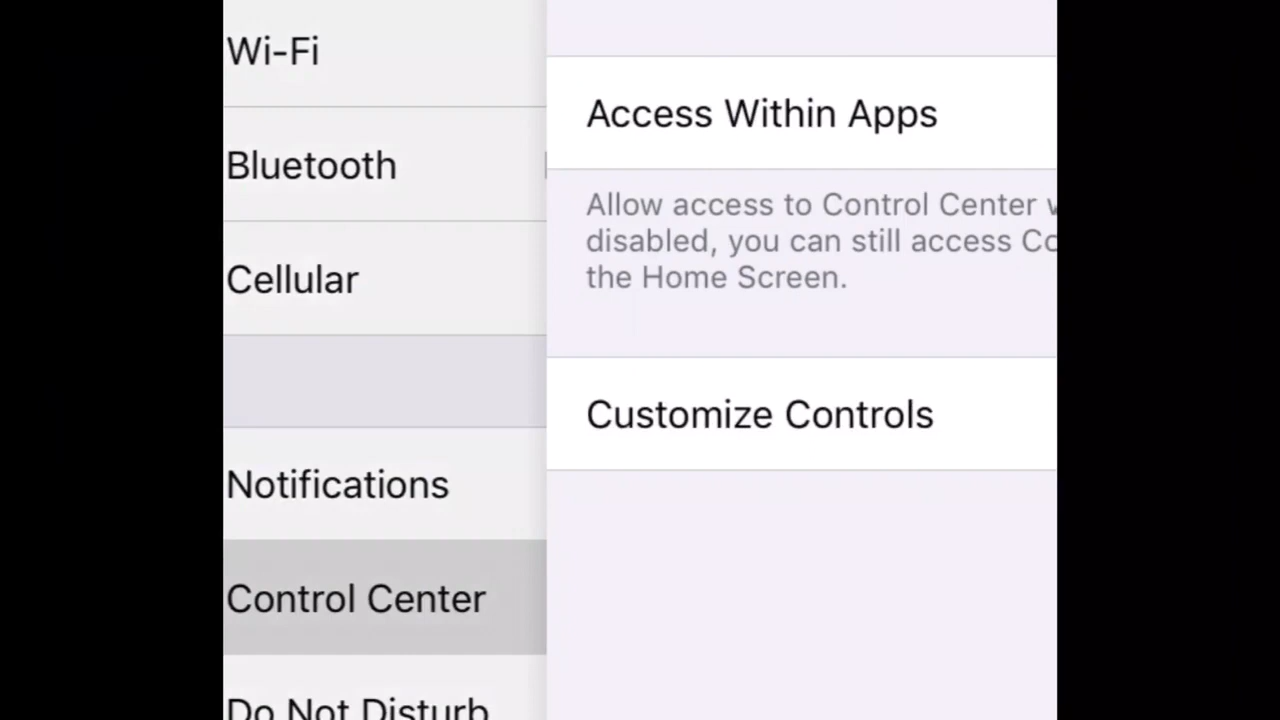 Wi-Fi
Bluetooth
Cellular
Notifications
Control Center
Do Not Disturb
Access Within Apps
Allow access to Control Center
disabled, you can still access
the Home Screen.
Customize Controls